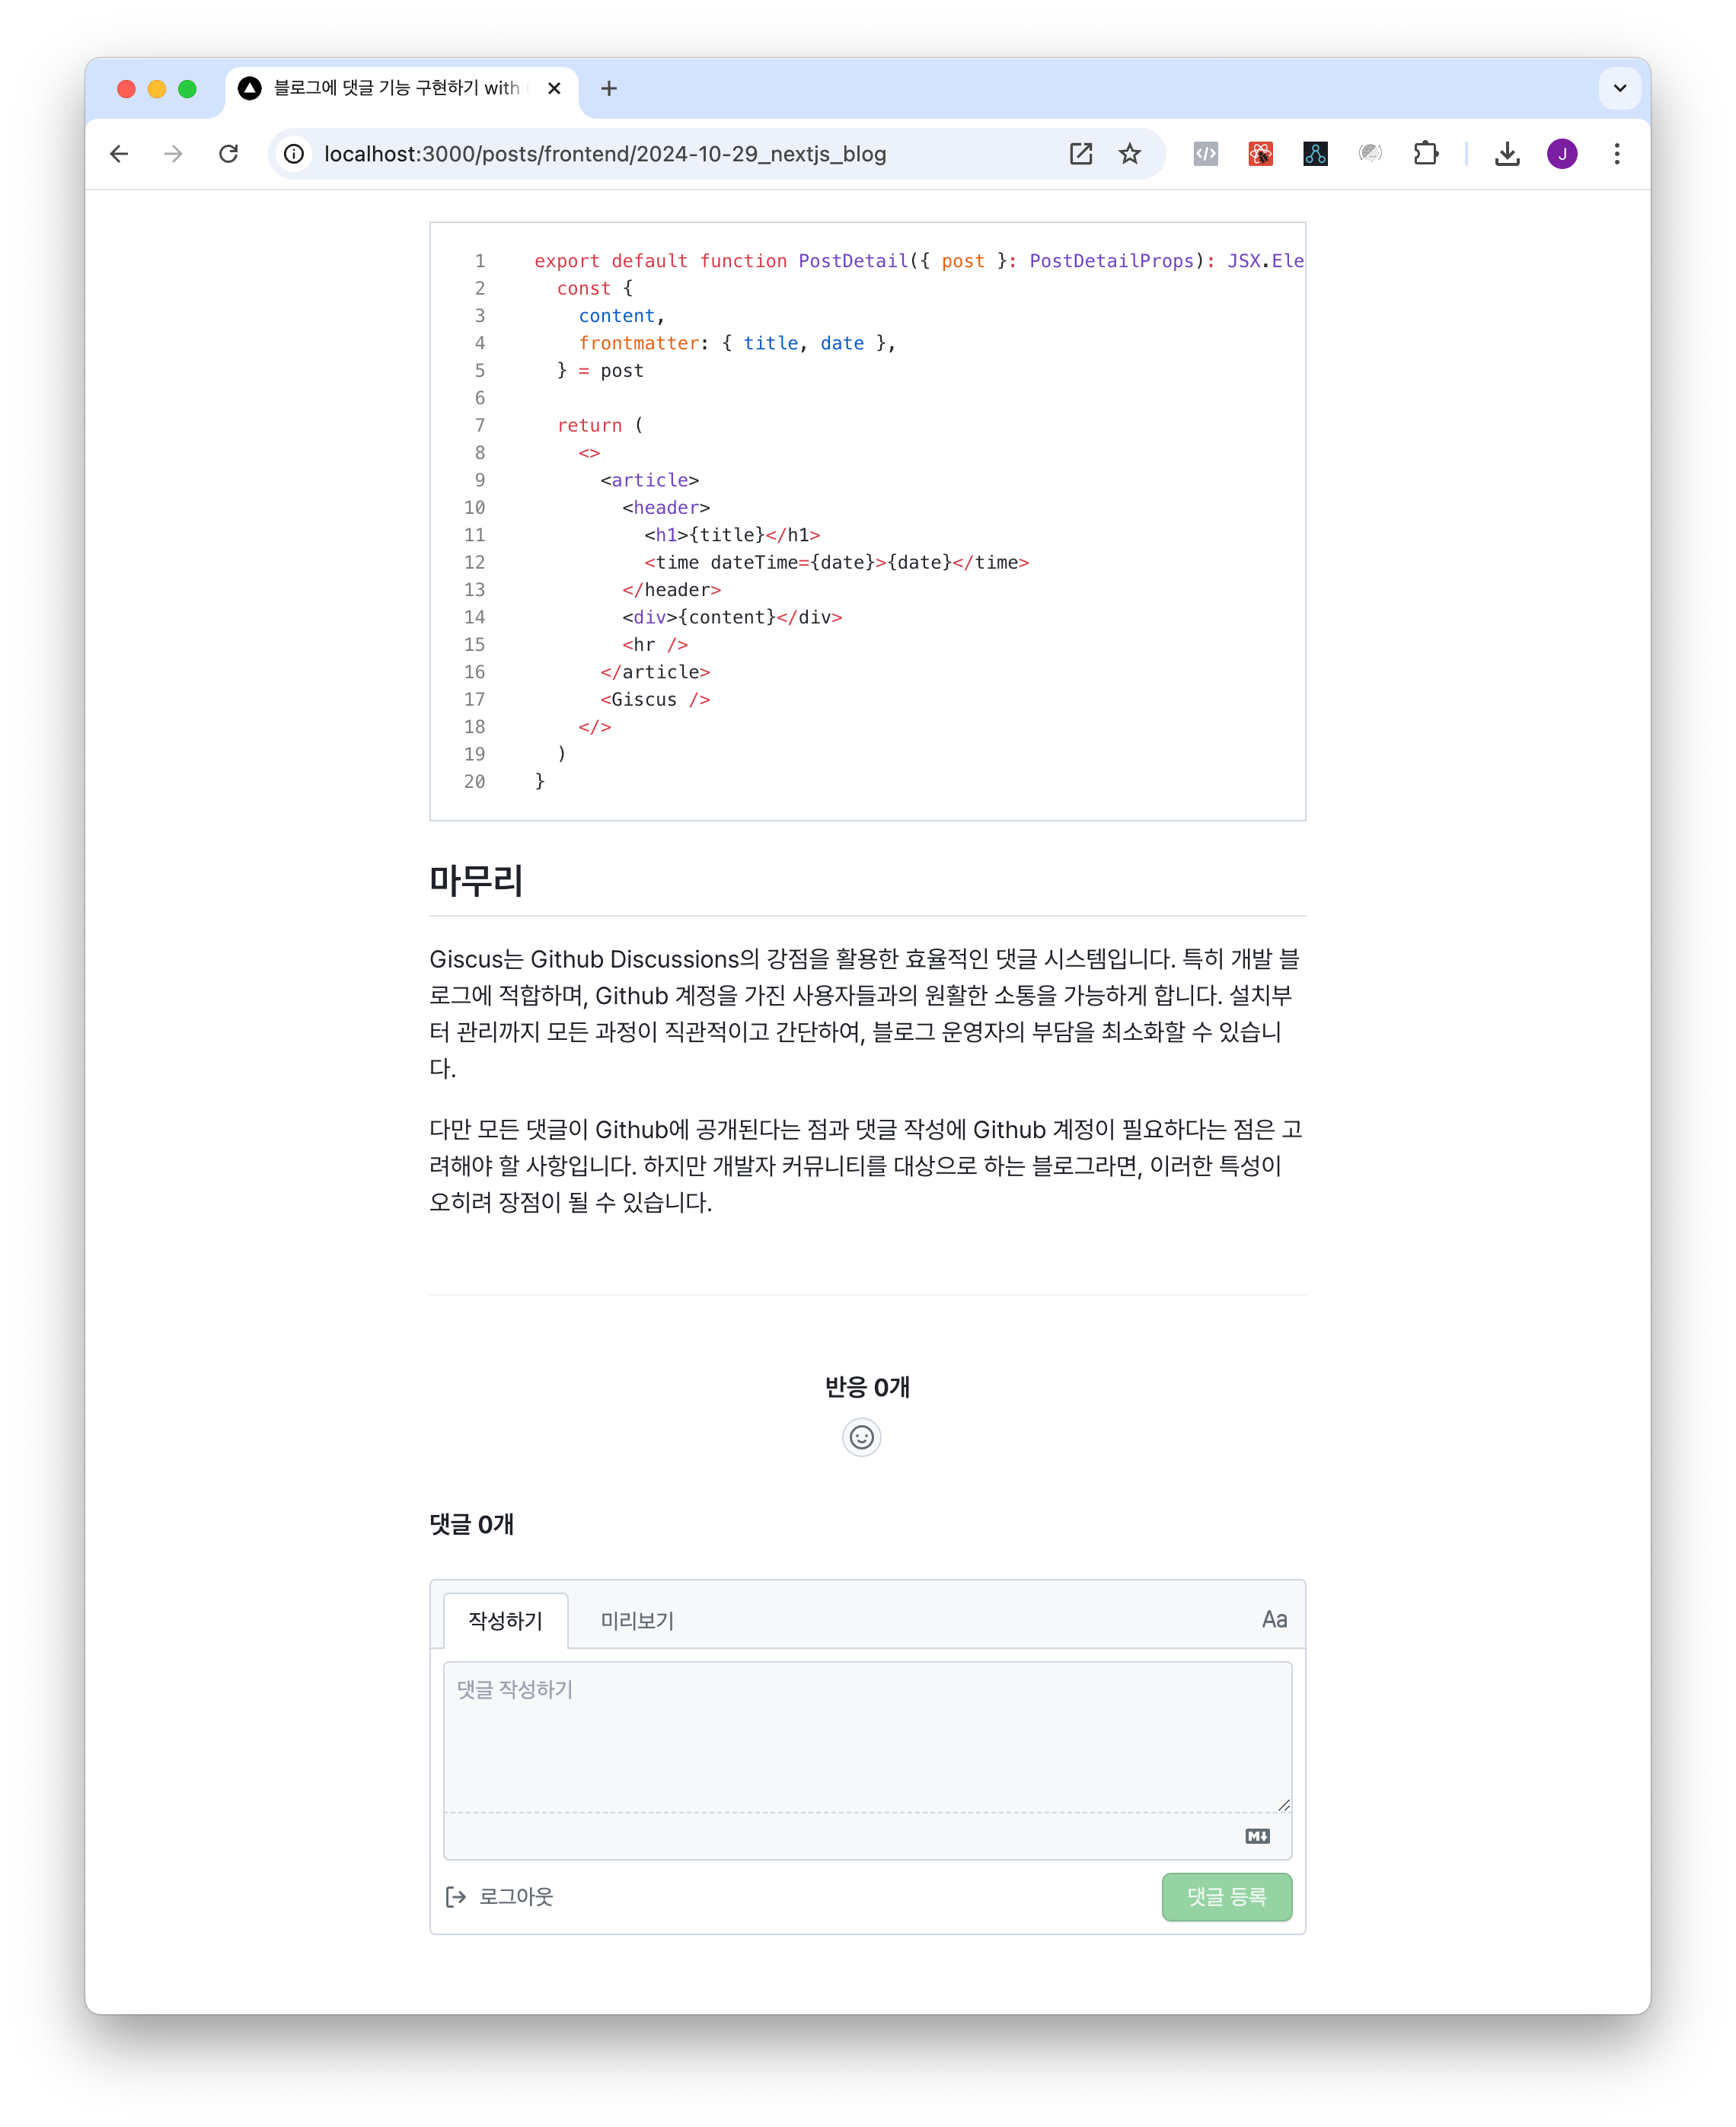 블로그에 댓글 기능 구현하기 with
localhost:3000/posts/frontend/2024-10-29_nextjs_blog
J
1 export default function PostDetail({ post }: PostDetailProps): JSX.Ele
2 const {
3 content,
4 frontmatter: { title, date },
5 } = post
6
7 return (
8 <>
9 <article>
10 <header>
11 <h1>{title}</h1>
12 <time dateTime={date}>{date}</time>
13 </header>
14 <div>{content}</div>
15 <hr />
16 </article>
17 <Giscus />
18 </>
19 )
20 }
마무리
Giscus는 Github Discussions의 강점을 활용한 효율적인 댓글 시스템입니다. 특히 개발 블
로그에 적합하며, Github 계정을 가진 사용자들과의 원활한 소통을 가능하게 합니다. 설치부
터 관리까지 모든 과정이 직관적이고 간단하여, 블로그 운영자의 부담을 최소화할 수 있습니
다.
다만 모든 댓글이 Github에 공개된다는 점과 댓글 작성에 Github 계정이 필요하다는 점은 고
려해야 할 사항입니다. 하지만 개발자 커뮤니티를 대상으로 하는 블로그라면, 이러한 특성이
오히려 장점이 될 수 있습니다.
반응 0개
댓글 0개
작성하기 미리보기 Aa
댓글 작성하기
M
로그아웃 댓글 등록